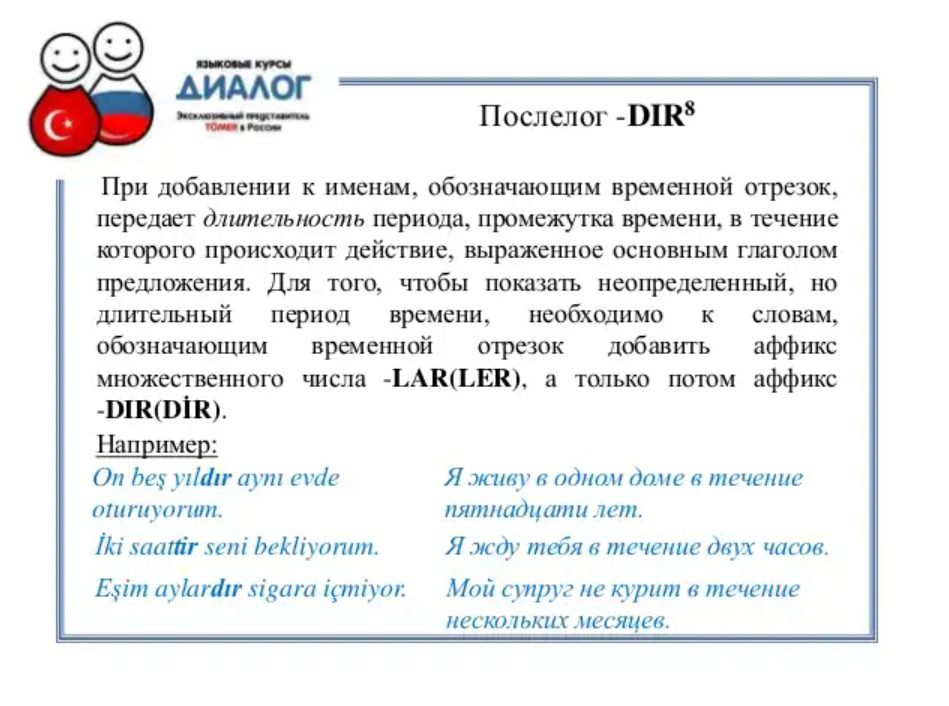 ЯЗЫКОВЫЕ КУРСЫ
ДИАЛОГ
Эксклюзивный представитель
TÖMER в России
Послелог -DIR⁸
При добавлении к именам, обозначающим временной отрезок,
передает длительность периода, промежутка времени, в течение
которого происходит действие, выраженное основным глаголом
предложения. Для того, чтобы показать неопределенный, но
длительный период времени, необходимо к словам,
обозначающим временной отрезок добавить аффикс
множественного числа -LAR(LER), а только потом аффикс
-DIR(DİR).
Например:
On beş yıldır aynı evde
oturuyorum.
Я живу в одном доме в течение
пятнадцати лет.
İki saattir seni bekliyorum.
Я жду тебя в течение двух часов.
Eşim aylardır sigara içmiyor.
Мой супруг не курит в течение
нескольких месяцев.